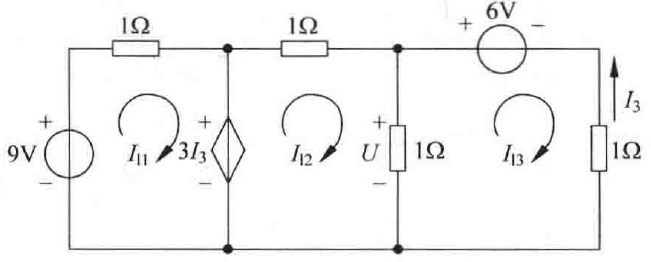 6V
1Ω 1Ω + −
I₃
+ + +
9V I₁₁ 3I₃ I₁₂ U 1Ω I₁₃ 1Ω
− − −